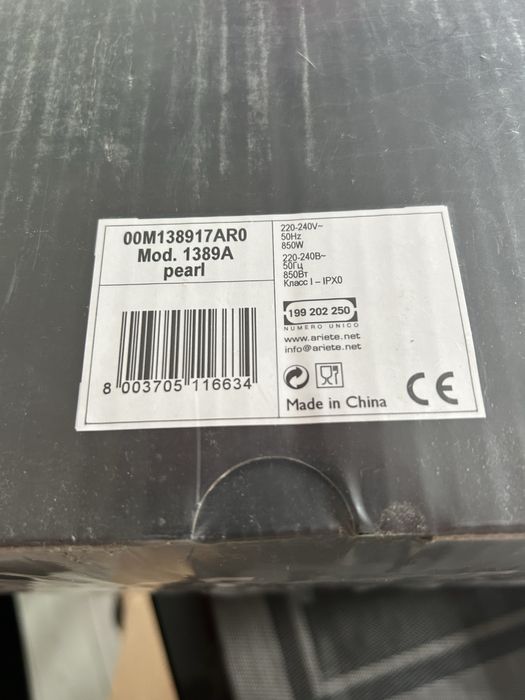 00M138917AR0
Mod. 1389A
pearl
8 003705 116634
220-240V~
50Hz
850W
220-240В~
50Гц
850Вт
Класс I – IPX0
199 202 250
NUMERO UNICO
www.ariete.net
info@ariete.net
Made in China
CE